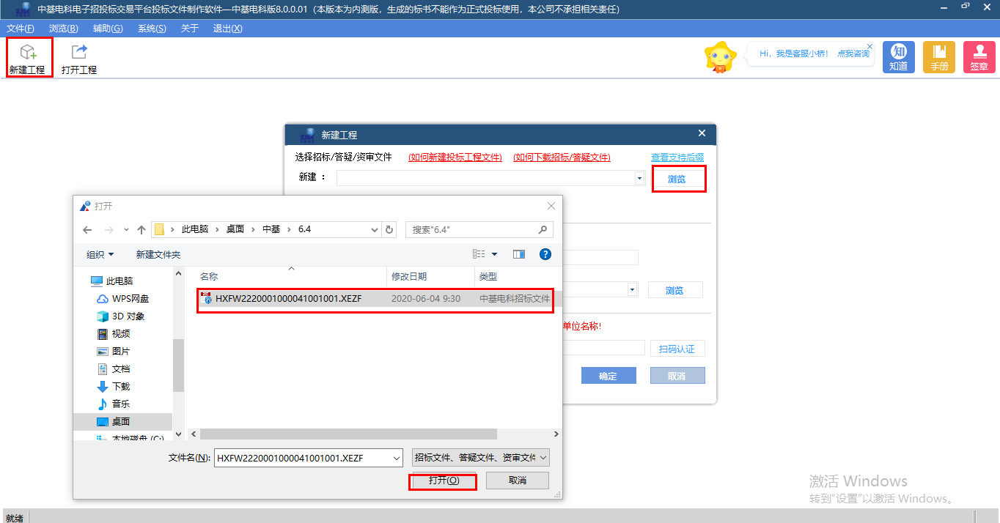 中基电科电子招投标交易平台投标文件制作软件—中基电科版8.0.0.01（本版本为内测版，生成的标书不能作为正式投标使用，本公司不承担相关责任）
文件(F) 浏览(B) 辅助(G) 系统(S) 关于 退出(X)
新建工程 打开工程
Hi，我是客服小桥！ 点我咨询
知
知道 手册 签章
新建工程
选择招标/答疑/资审文件 (如何新建投标工程文件) (如何下载招标/答疑文件) 查看支持后缀
新建 ： 浏览
打开
此电脑 桌面 中基 6.4 搜索"6.4"
组织 新建文件夹
名称 修改日期 类型
此电脑
HXFW2220001000041001001.XEZF 2020-06-04 9:30 中基电科招标文件
WPS网盘
3D 对象
视频
图片
文档
下载
音乐
桌面
本地磁盘 (C:)
浏览
单位名称!
扫码认证
确定 取消
文件名(N): HXFW2220001000041001001.XEZF 招标文件、答疑文件、资审文件
打开(O) 取消
激活 Windows
转到"设置"以激活 Windows。
就绪